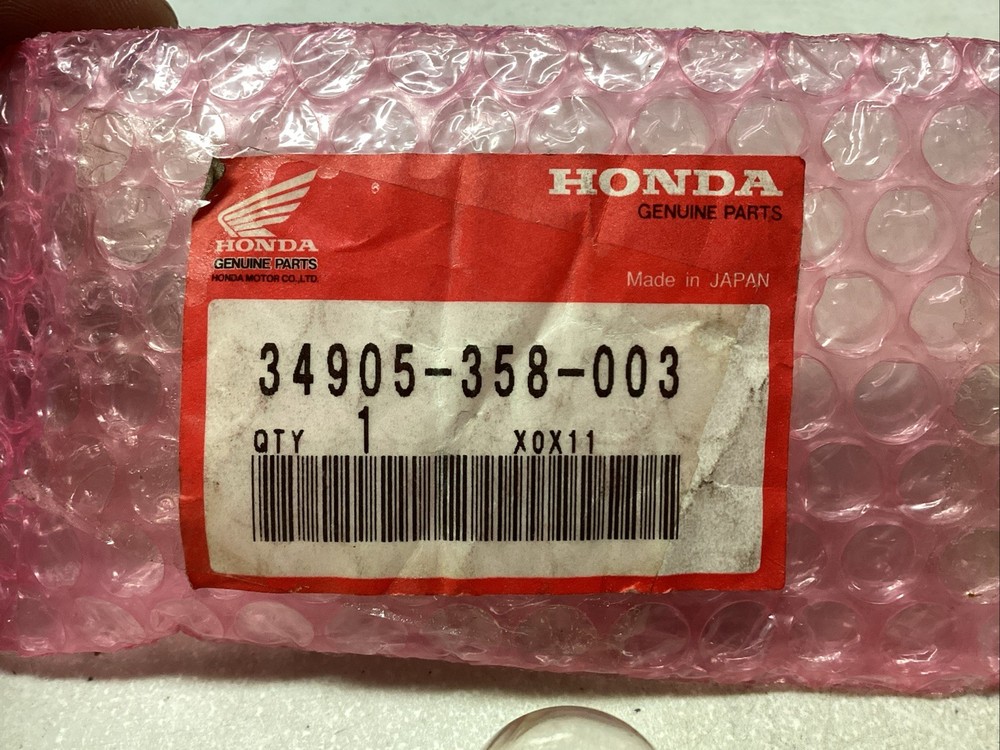 HONDA
GENUINE PARTS
HONDA
GENUINE PARTS
HONDA MOTOR CO.,LTD.
Made in JAPAN
34905-358-003
QTY 1 X0X11